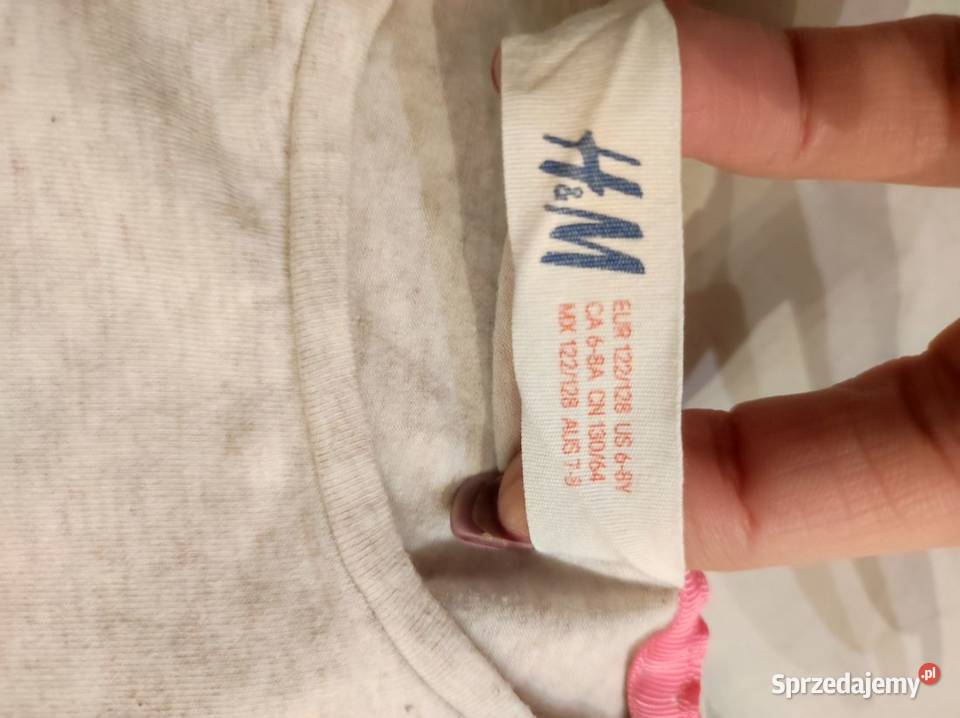 H&M
EUR 122/128 US 6-8Y
CA 6-8A CN 130/64
MX 122/128 AUS 7-8
Sprzedajemy.pl